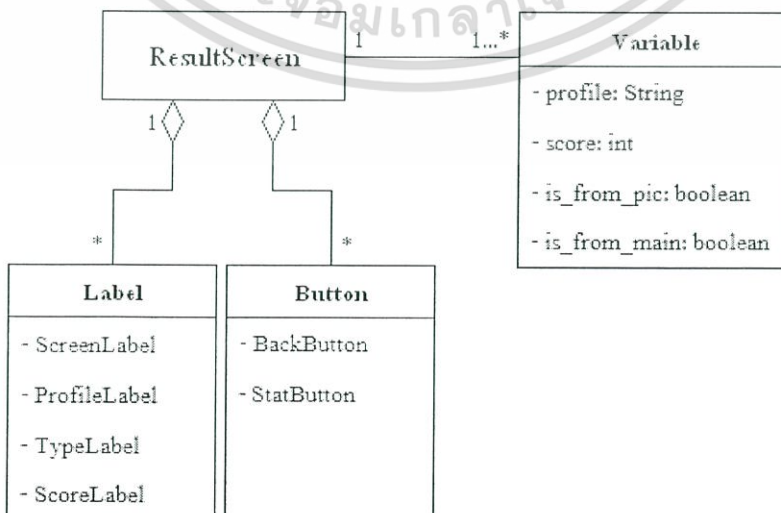 ResultScreen
1
1...*
Variable
- profile: String
- score: int
- is_from_pic: boolean
- is_from_main: boolean
1
1
*
*
Label
- ScreenLabel
- ProfileLabel
- TypeLabel
- ScoreLabel
Button
- BackButton
- StatButton